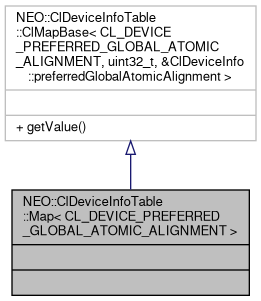 NEO::ClDeviceInfoTable
::ClMapBase< CL_DEVICE
_PREFERRED_GLOBAL_ATOMIC
_ALIGNMENT, uint32_t, &ClDeviceInfo
::preferredGlobalAtomicAlignment >
+ getValue()
NEO::ClDeviceInfoTable
::Map< CL_DEVICE_PREFERRED
_GLOBAL_ATOMIC_ALIGNMENT >